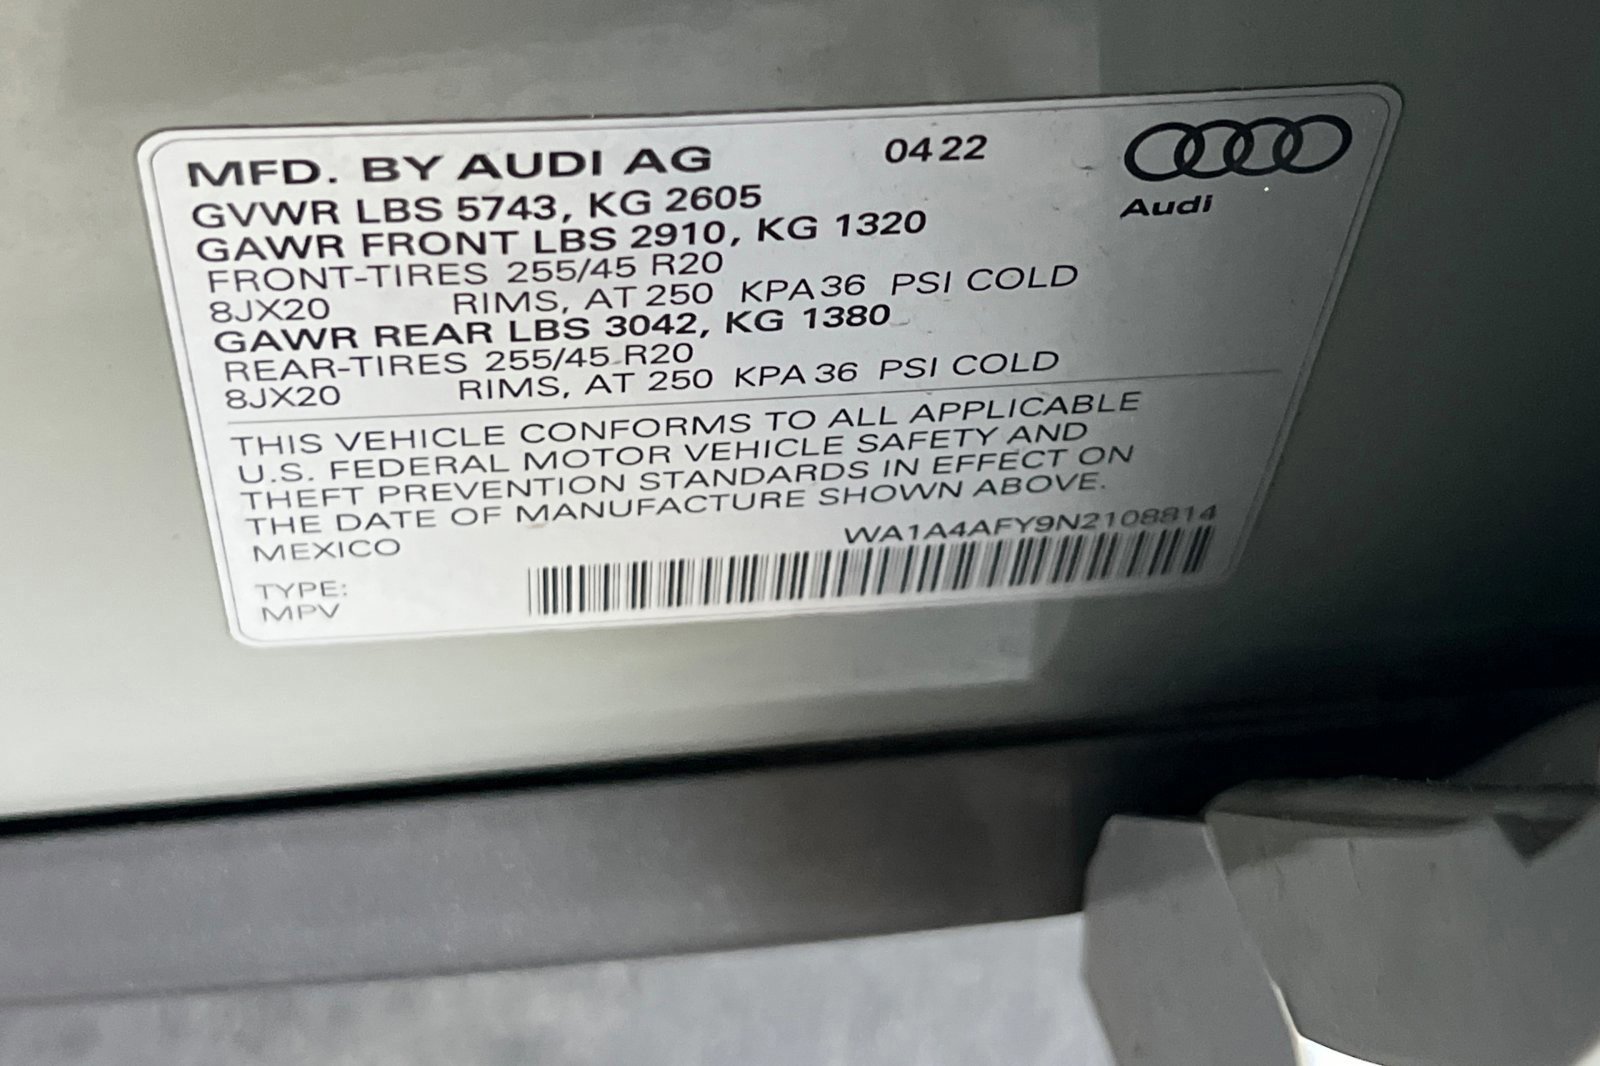 MFD. BY AUDI AG 04 22
Audi
GVWR LBS 5743, KG 2605
GAWR FRONT LBS 2910, KG 1320
FRONT-TIRES 255/45 R20
8JX20 RIMS, AT 250 KPA 36 PSI COLD
GAWR REAR LBS 3042, KG 1380
REAR-TIRES 255/45 R20
8JX20 RIMS, AT 250 KPA 36 PSI COLD
THIS VEHICLE CONFORMS TO ALL APPLICABLE
U.S. FEDERAL MOTOR VEHICLE SAFETY AND
THEFT PREVENTION STANDARDS IN EFFECT ON
THE DATE OF MANUFACTURE SHOWN ABOVE.
MEXICO WA1A4AFY9N2108814
TYPE:
MPV